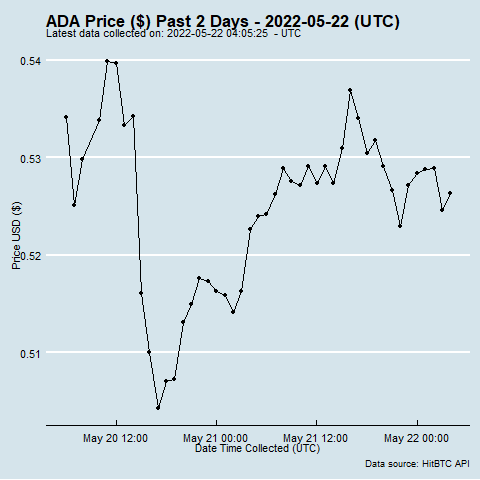 ADA Price ($) Past 2 Days - 2022-05-22 (UTC)
Latest data collected on: 2022-05-22 04:05:25  - UTC
0.54
0.53
0.52
0.51
Price USD ($)
May 20 12:00 May 21 00:00 May 21 12:00 May 22 00:00
Date Time Collected (UTC)
Data source: HitBTC API